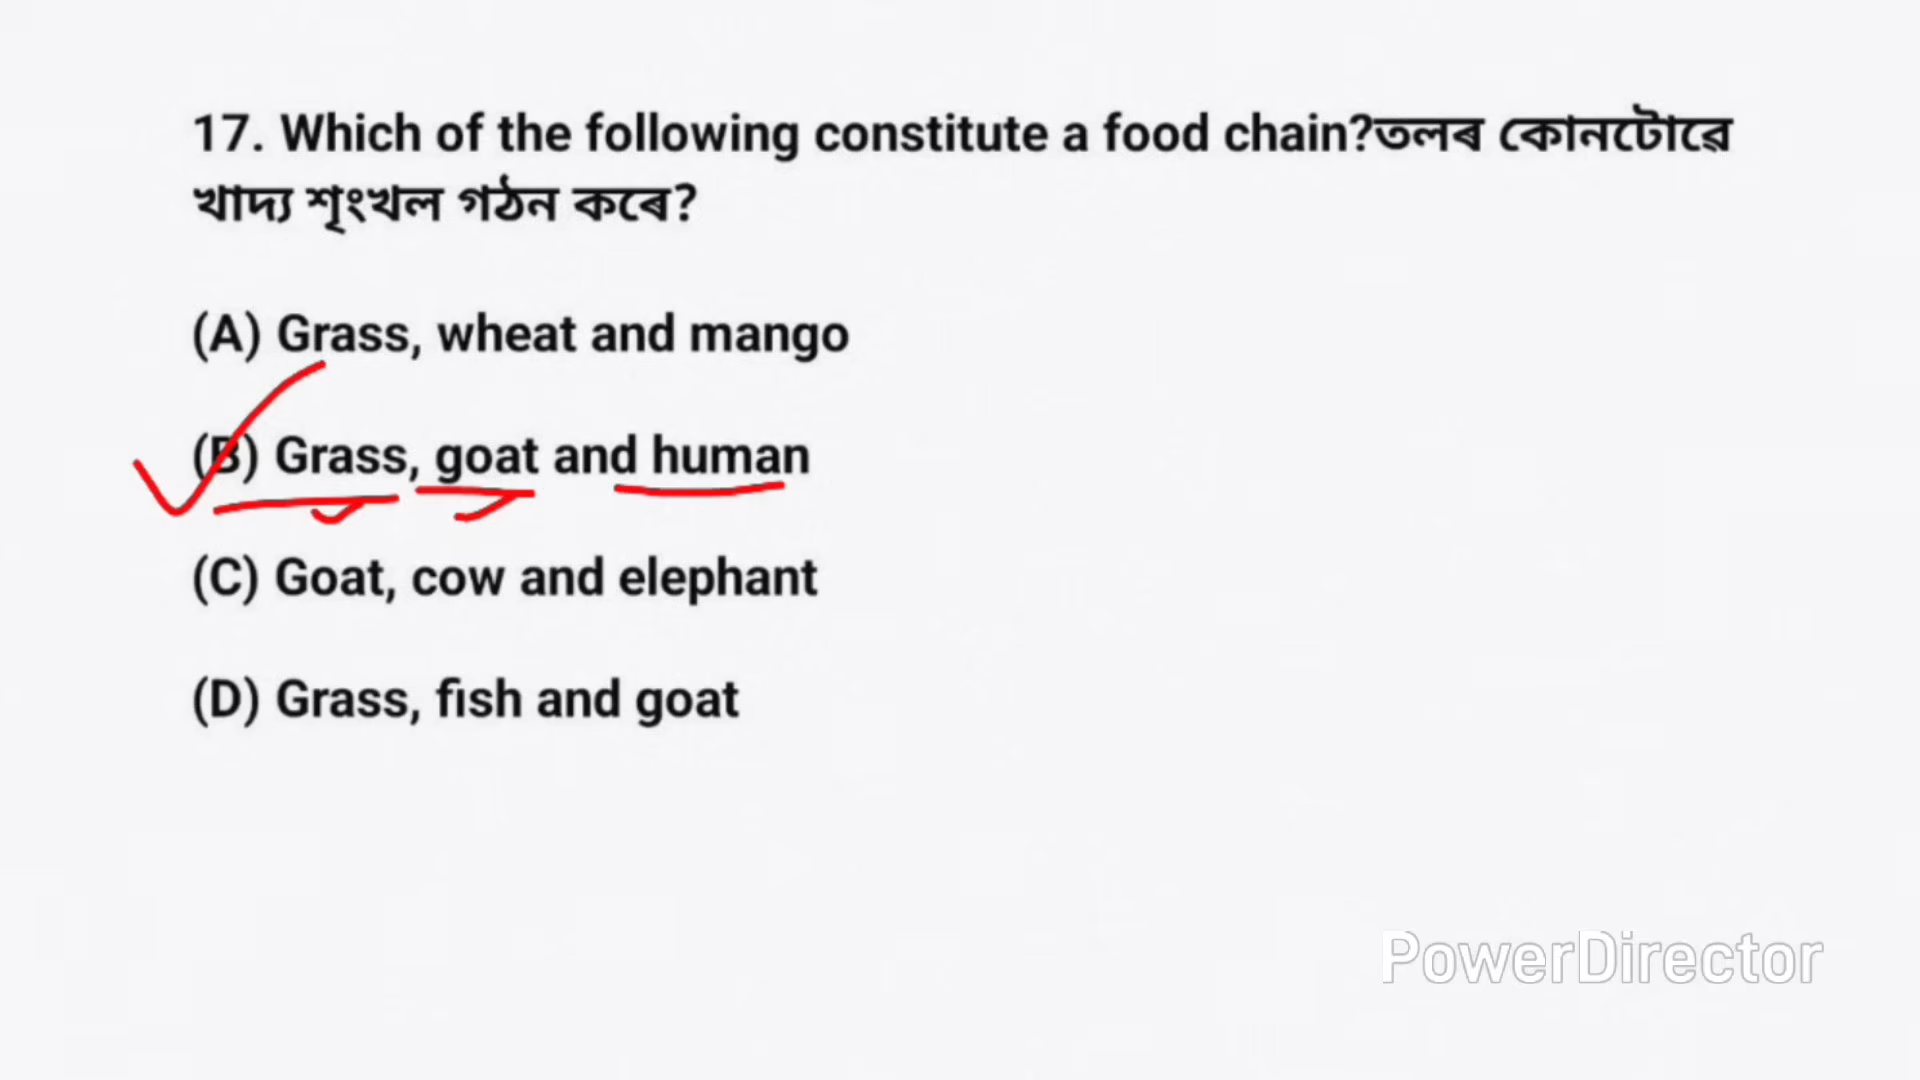 17. Which of the following constitute a food chain?তলৰ কোনটোৱে
খাদ্য শৃংখল গঠন কৰে?
(A) Grass, wheat and mango
(B) Grass, goat and human
(C) Goat, cow and elephant
(D) Grass, fish and goat
PowerDirector